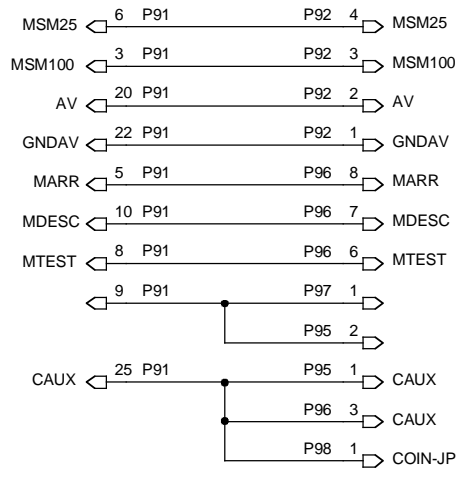 MSM25 6 P91 P92 4 MSM25
MSM100 3 P91 P92 3 MSM100
AV 20 P91 P92 2 AV
GNDAV 22 P91 P92 1 GNDAV
MARR 5 P91 P96 8 MARR
MDESC 10 P91 P96 7 MDESC
MTEST 8 P91 P96 6 MTEST
9 P91 P97 1
P95 2
CAUX 25 P91 P95 1 CAUX
P96 3 CAUX
P98 1 COIN-JP